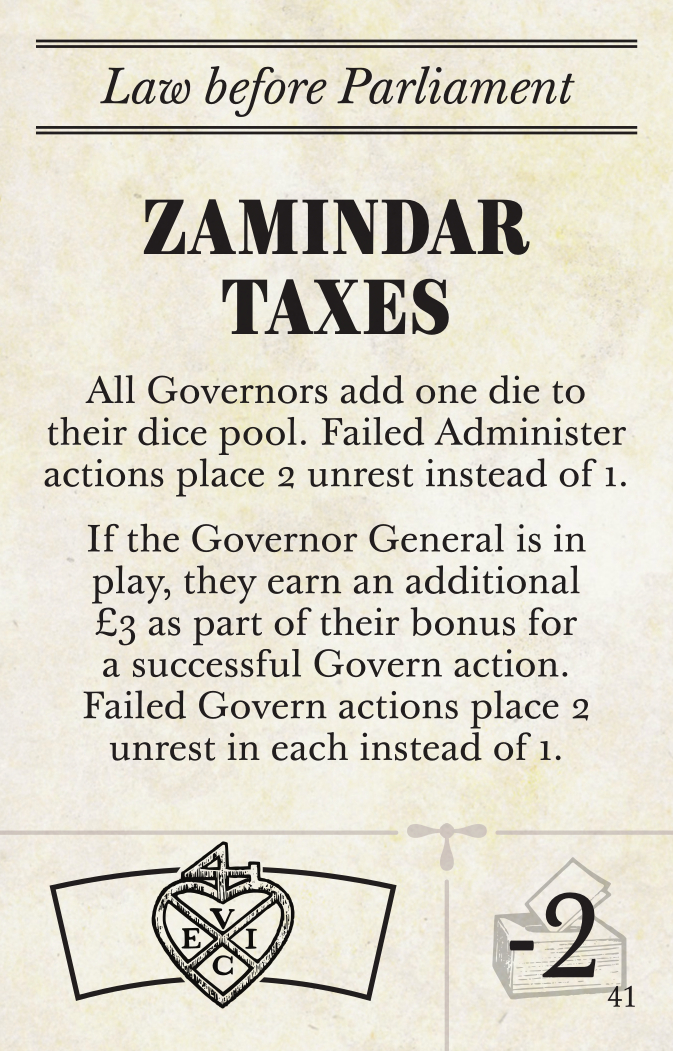 Law before Parliament
ZAMINDAR
TAXES
All Governors add one die to
their dice pool. Failed Administer
actions place 2 unrest instead of 1.
If the Governor General is in
play, they earn an additional
£3 as part of their bonus for
a successful Govern action.
Failed Govern actions place 2
unrest in each instead of 1.
V
E I
C
-2
41